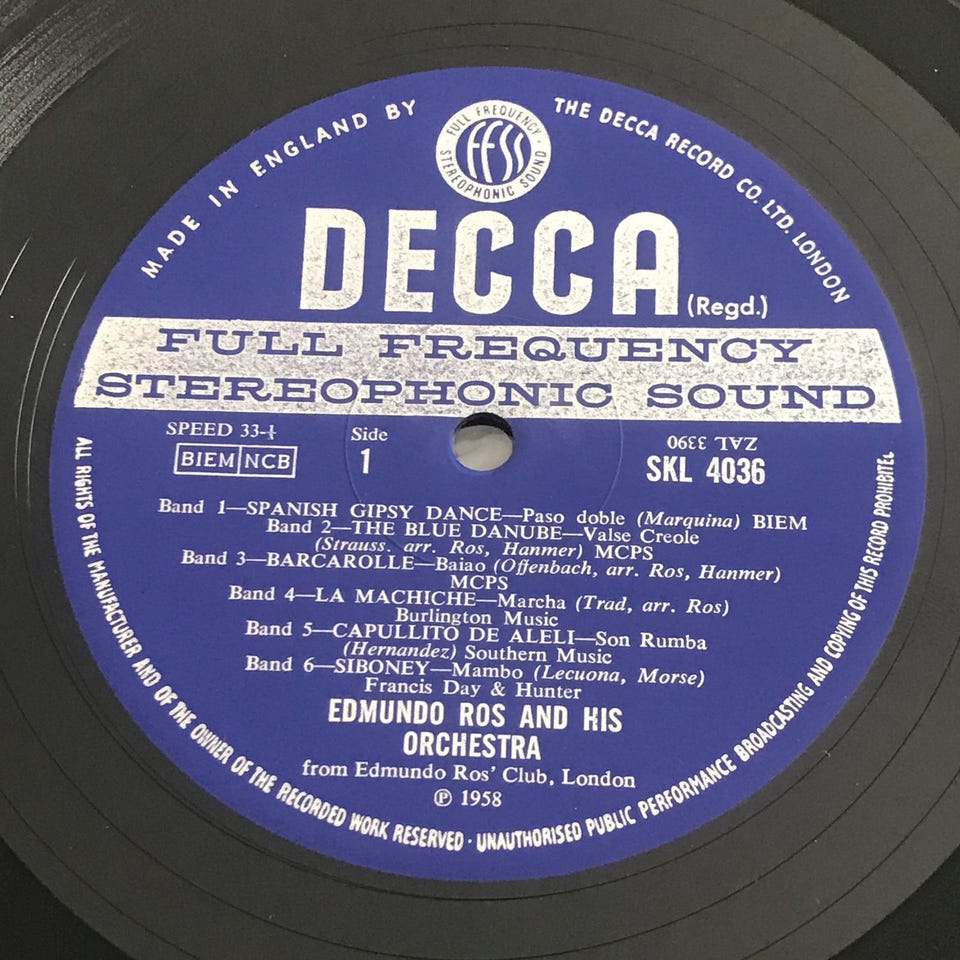 MADE IN ENGLAND BY
THE DECCA RECORD CO. LTD. LONDON
FULL FREQUENCY
FFSS
STEREOPHONIC SOUND
DECCA (Regd.)
FULL FREQUENCY
STEREOPHONIC SOUND
SPEED 33-⅓
BIEM NCB
Side
1
ZAL 3390
SKL 4036
Band 1—SPANISH GIPSY DANCE—Paso doble (Marquina) BIEM
Band 2—THE BLUE DANUBE—Valse Creole
(Strauss. arr. Ros, Hanmer) MCPS
Band 3—BARCAROLLE—Baiao (Offenbach, arr. Ros, Hanmer)
MCPS
Band 4—LA MACHICHE—Marcha (Trad, arr. Ros)
Burlington Music
Band 5—CAPULLITO DE ALELI—Son Rumba
(Hernandez) Southern Music
Band 6—SIBONEY—Mambo (Lecuona, Morse)
Francis Day & Hunter
EDMUNDO ROS AND HIS
ORCHESTRA
from Edmundo Ros' Club, London
℗ 1958
ALL RIGHTS OF THE MANUFACTURER AND OF THE OWNER OF THE RECORDED WORK RESERVED · UNAUTHORISED PUBLIC PERFORMANCE BROADCASTING AND COPYING OF THIS RECORD PROHIBITED